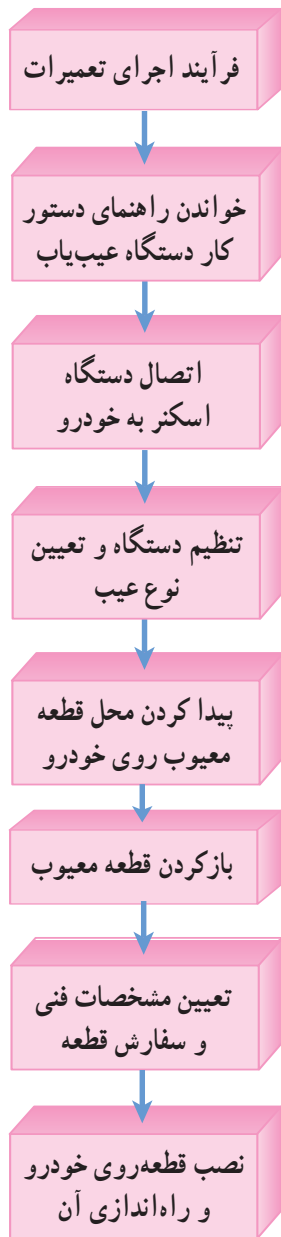 فرآیند اجرای تعمیرات
خواندن راهنمای دستور
کار دستگاه عیب‌یاب
اتصال دستگاه
اسکنر به خودرو
تنظیم دستگاه و تعیین
نوع عیب
پیدا کردن محل قطعه
معیوب روی خودرو
بازکردن قطعه معیوب
تعیین مشخصات فنی
و سفارش قطعه
نصب قطعه‌روی خودرو
و راه‌اندازی آن